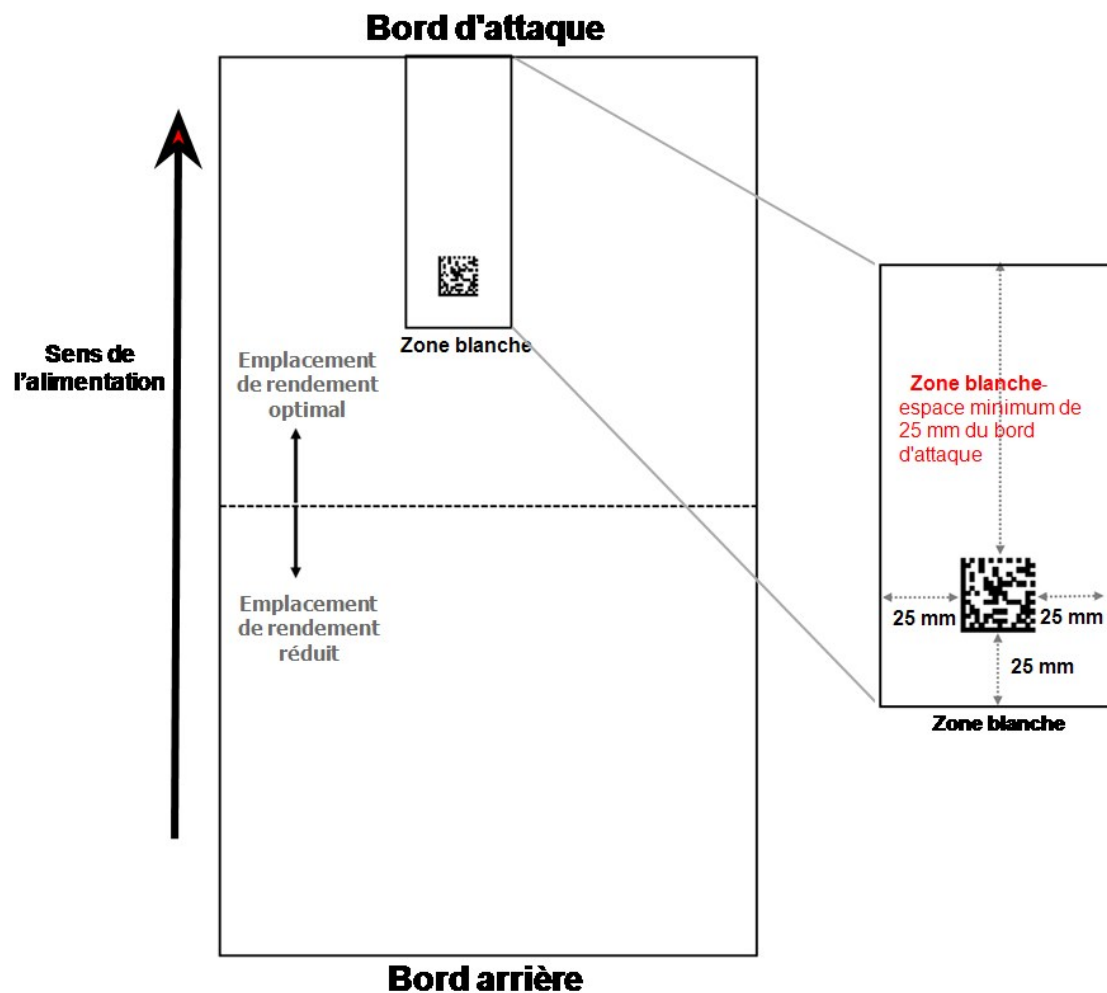 Bord d'attaque
Sens de
l'alimentation
Zone blanche
Emplacement
de rendement
optimal
Emplacement
de rendement
réduit
Bord arrière
Zone blanche-
espace minimum de
25 mm du bord
d'attaque
25 mm
25 mm
25 mm
Zone blanche